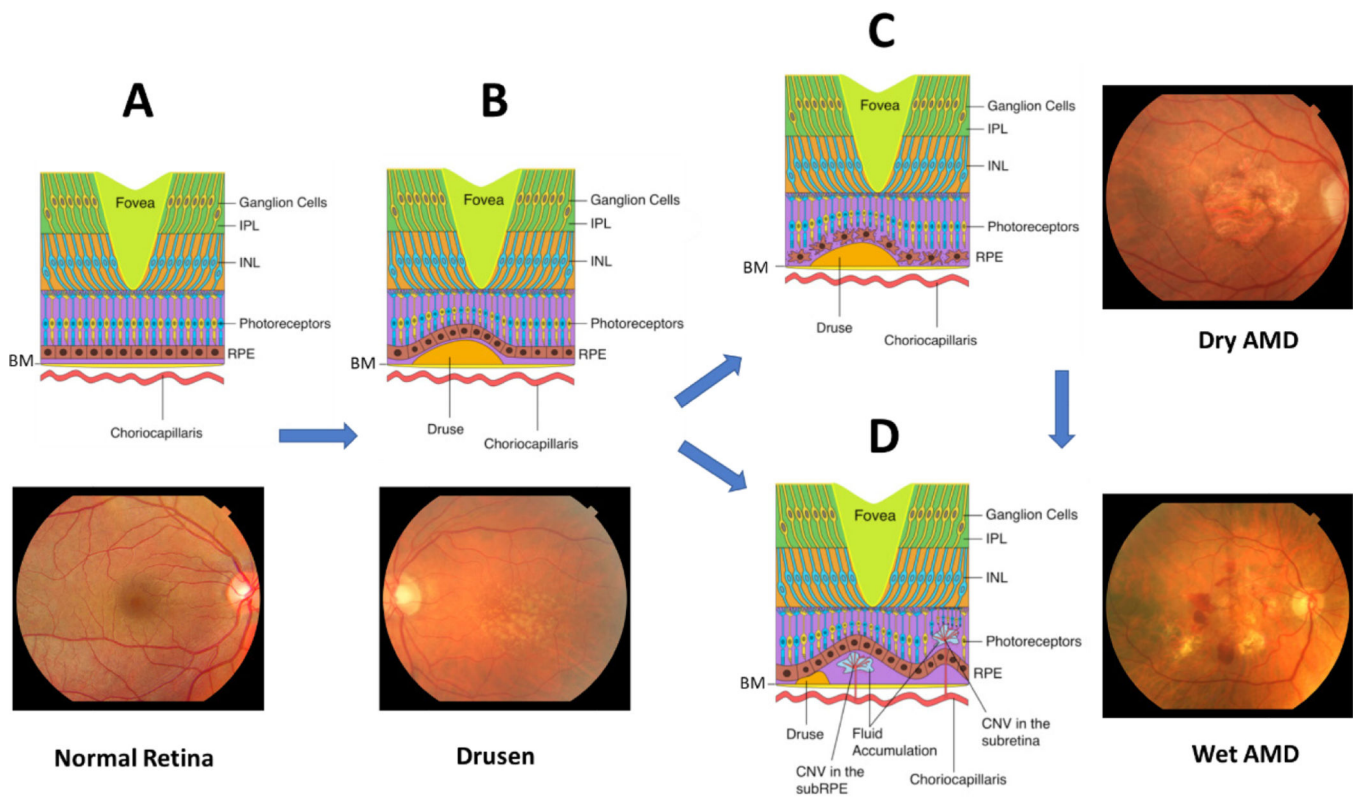 A
Fovea
Ganglion Cells
IPL
INL
Photoreceptors
RPE
BM
Choriocapillaris
Normal Retina
B
Fovea
Ganglion Cells
IPL
INL
Photoreceptors
RPE
BM
Druse
Choriocapillaris
Drusen
C
Fovea
Ganglion Cells
IPL
INL
Photoreceptors
RPE
BM
Druse
Choriocapillaris
Dry AMD
D
Fovea
Ganglion Cells
IPL
INL
Photoreceptors
RPE
BM
Druse
Fluid
Accumulation
CNV in the
subretina
CNV in the
subRPE
Choriocapillaris
Wet AMD